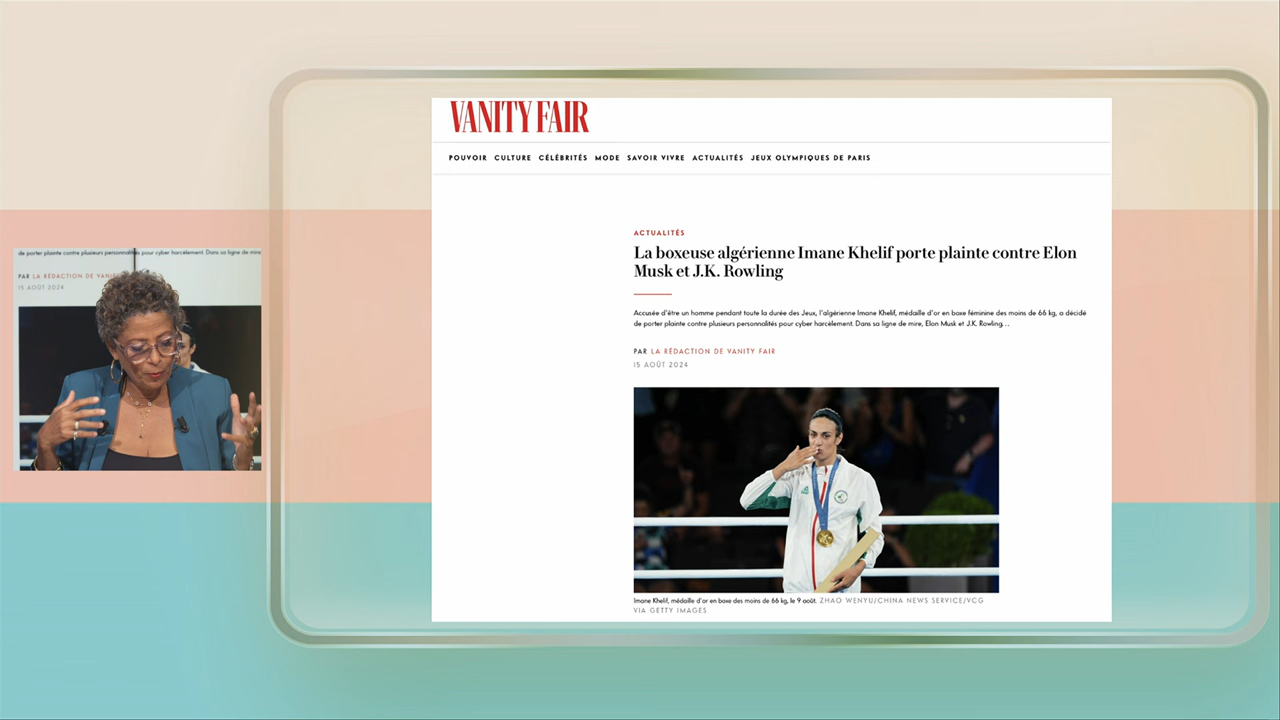 VANITY FAIR
POUVOIR CULTURE CÉLÉBRITÉS MODE SAVOIR VIVRE ACTUALITÉS JEUX OLYMPIQUES DE PARIS
ACTUALITÉS
La boxeuse algérienne Imane Khelif porte plainte contre Elon
Musk et J.K. Rowling
Accusée d'être un homme pendant toute la durée des Jeux, l'algérienne Imane Khelif, médaille d'or en boxe féminine des moins de 66 kg, a décidé
de porter plainte contre plusieurs personnalités pour cyber harcèlement. Dans sa ligne de mire, Elon Musk et J.K. Rowling...
PAR LA RÉDACTION DE VANITY FAIR
15 AOÛT 2024
Imane Khelif, médaille d'or en boxe des moins de 66 kg, le 9 août. ZHAO WENYU/CHINA NEWS SERVICE/VCG
VIA GETTY IMAGES
de porter plainte contre plusieurs personnalités pour cyber harcèlement. Dans sa ligne de mire
PAR LA RÉDACTION DE VANI
15 AOÛT 2024